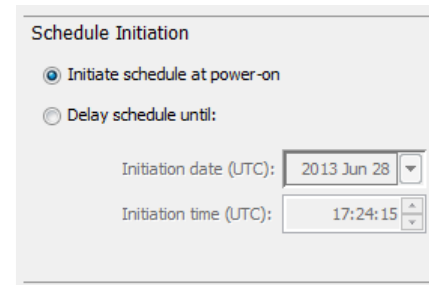 Schedule Initiation
Initiate schedule at power-on
Delay schedule until:
Initiation date (UTC): 2013 Jun 28
Initiation time (UTC): 17:24:15